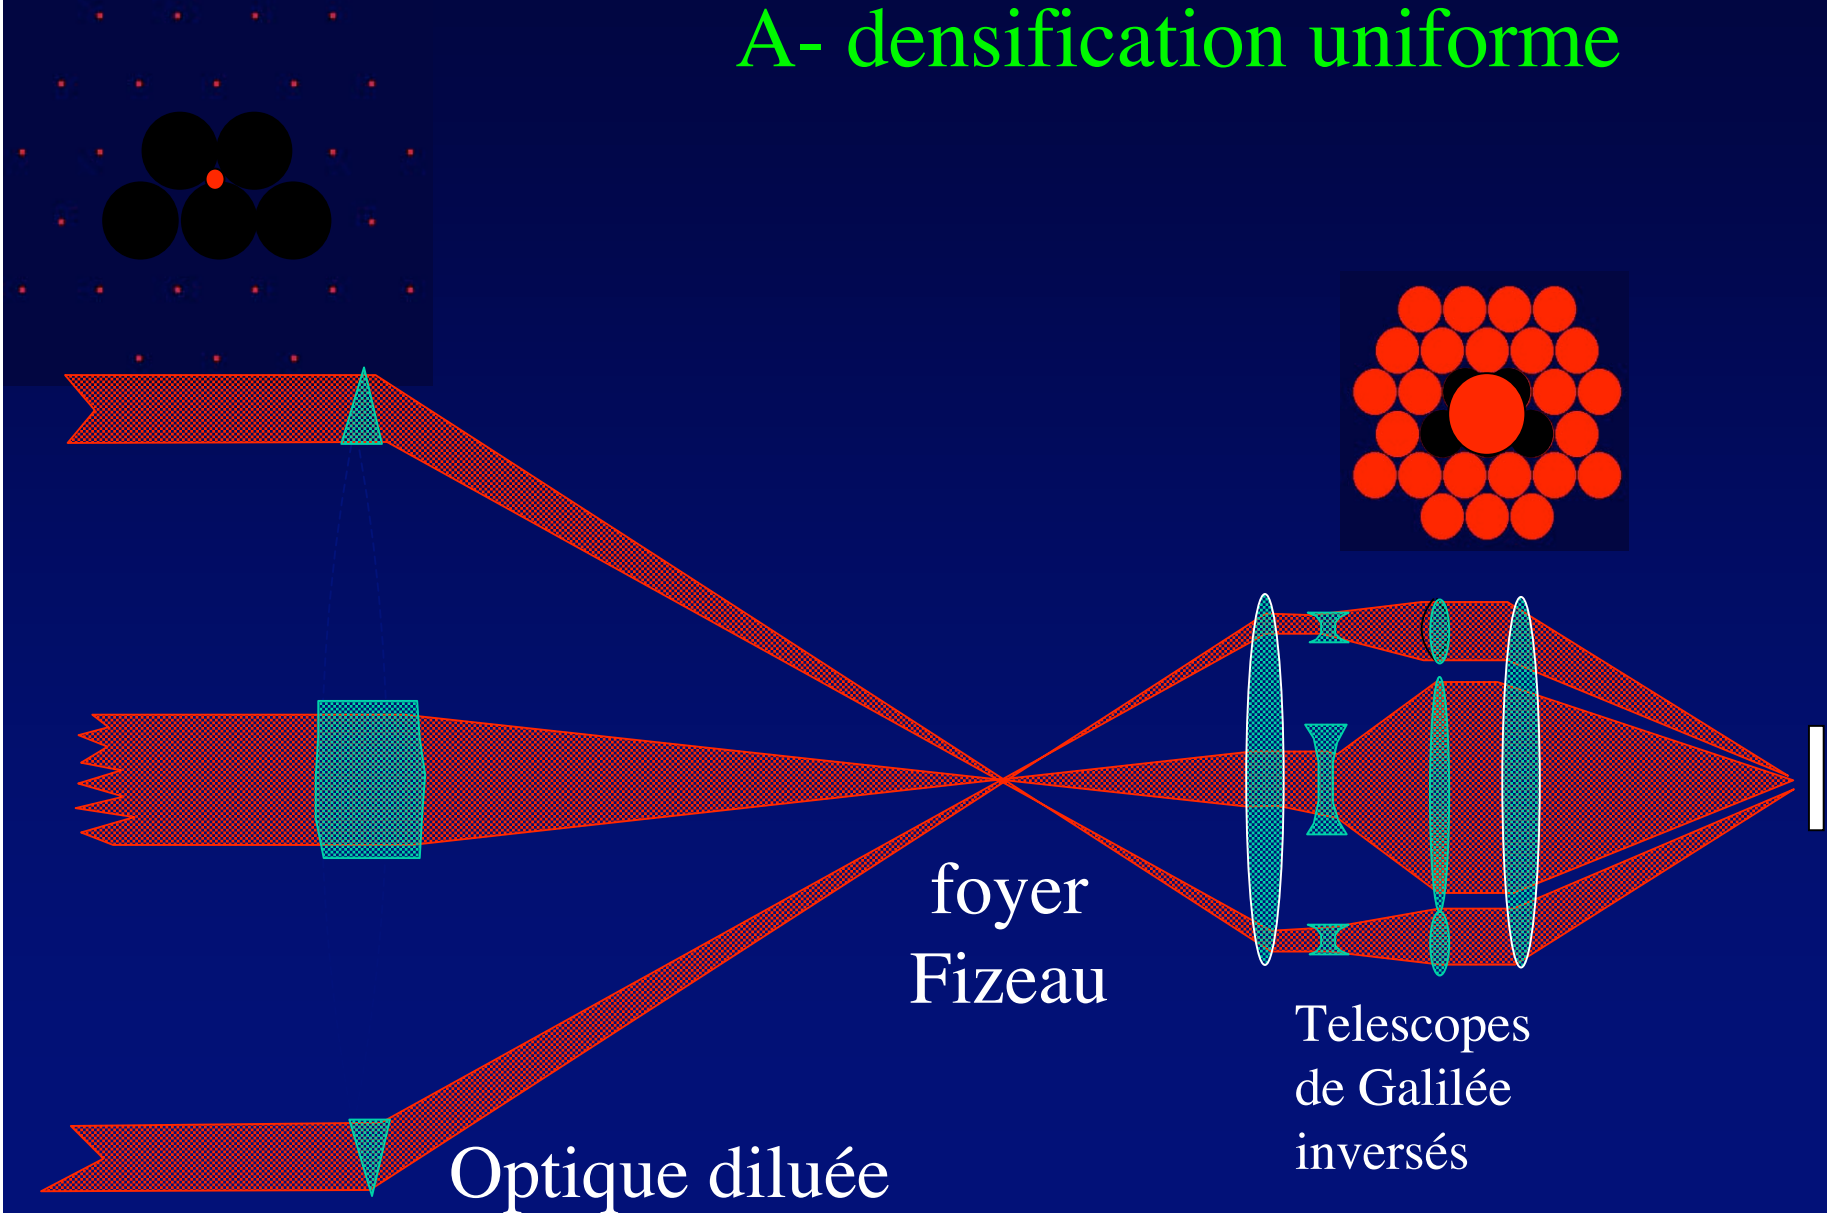 A- densification uniforme
foyer
Fizeau
Telescopes
de Galilée
inversés
Optique diluée